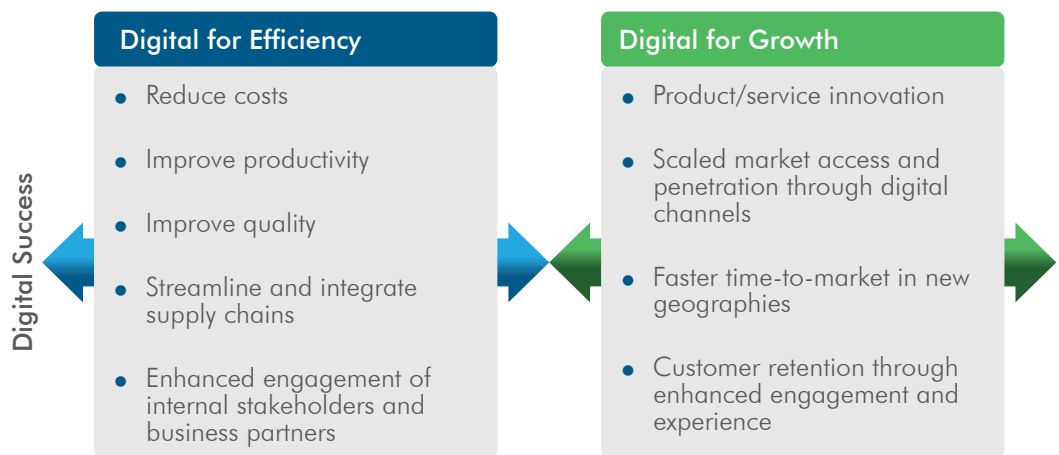 Digital Success
Digital for Efficiency
• Reduce costs
• Improve productivity
• Improve quality
• Streamline and integrate
supply chains
• Enhanced engagement of
internal stakeholders and
business partners
Digital for Growth
• Product/service innovation
• Scaled market access and
penetration through digital
channels
• Faster time-to-market in new
geographies
• Customer retention through
enhanced engagement and
experience